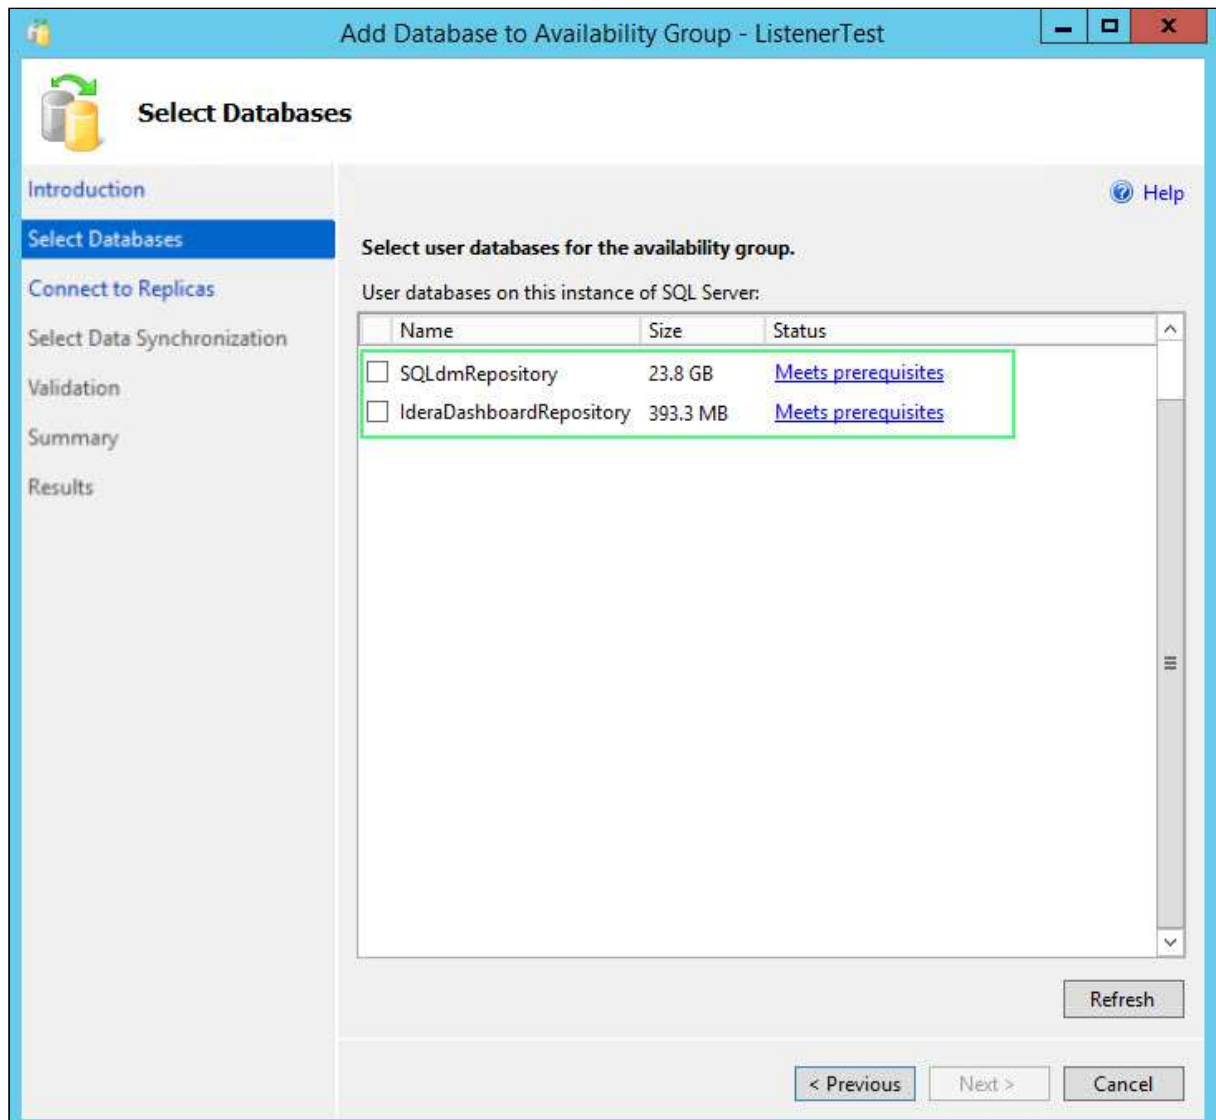 Add Database to Availability Group - ListenerTest
Select Databases
Introduction
Help
Select Databases
Select user databases for the availability group.
Connect to Replicas
User databases on this instance of SQL Server:
Select Data Synchronization
Name Size Status
Validation
SQLdmRepository 23.8 GB Meets prerequisites
IderaDashboardRepository 393.3 MB Meets prerequisites
Summary
Results
Refresh
< Previous Next > Cancel